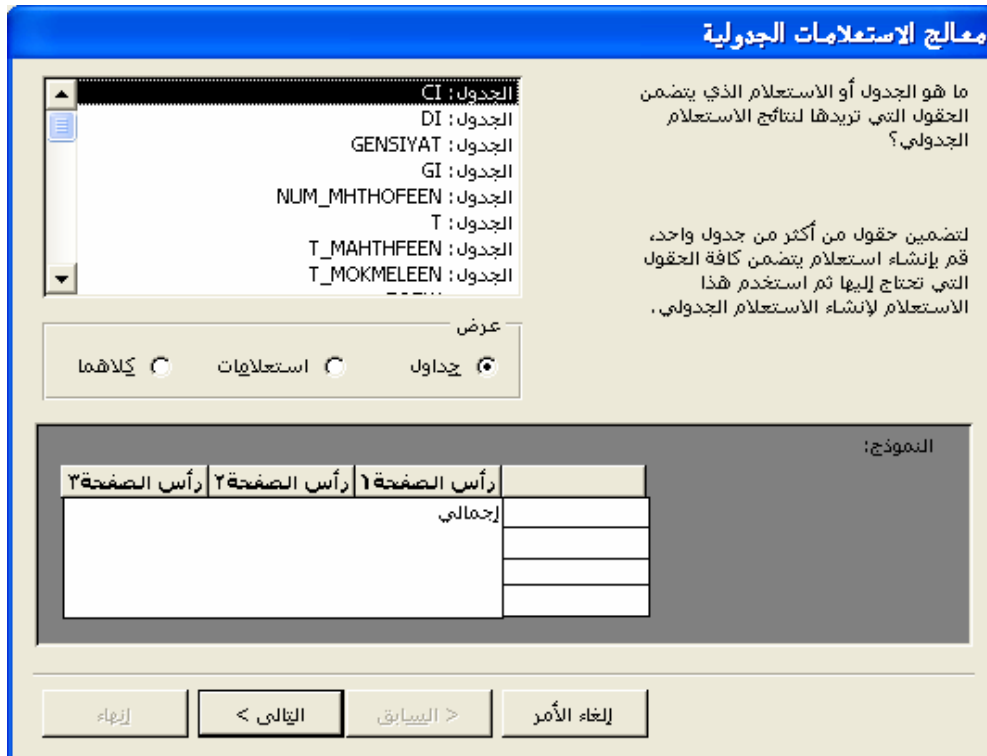 معالج الاستعلامات الجدولية
ما هو الجدول أو الاستعلام الذي يتضمن
الحقول التي تريدها لنتائج الاستعلام
الجدولي؟
لتضمين حقول من أكثر من جدول واحد،
قم بإنشاء استعلام يتضمن كافة الحقول
التي تحتاج إليها ثم استخدم هذا
الاستعلام لإنشاء الاستعلام الجدولي.
الجدول: CI
الجدول: DI
الجدول: GENSIYAT
الجدول: GI
الجدول: NUM_MHTHOFEEN
الجدول: T
الجدول: T_MAHTHFEEN
الجدول: T_MOKMELEEN
عرض
جداول استعلامات كلاهما
النموذج:
رأس الصفحة١ رأس الصفحة٢ رأس الصفحة٣
إجمالي
إلغاء الأمر < السابق التالي > إنهاء